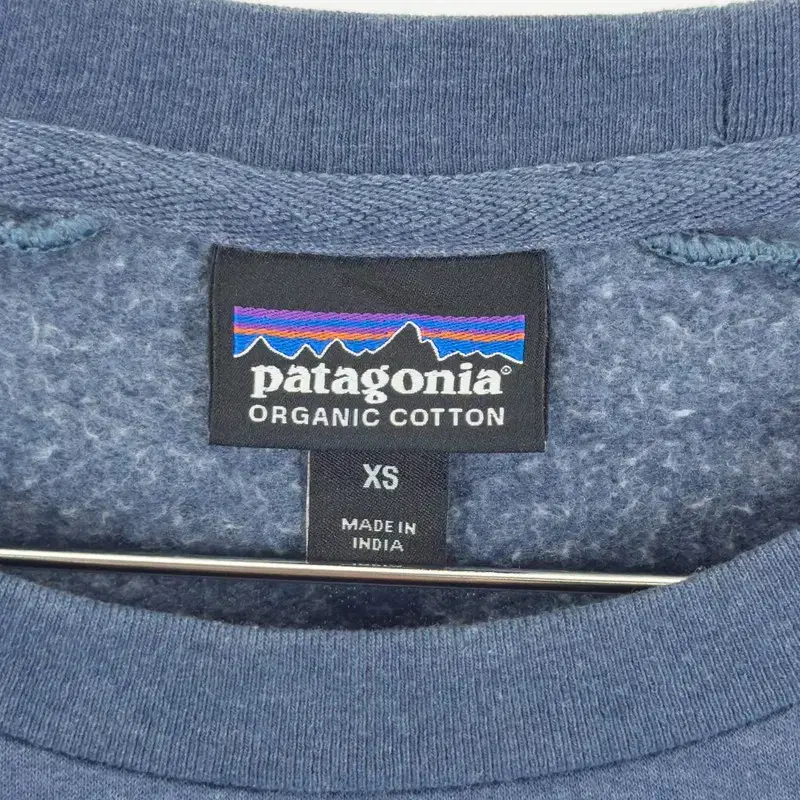 patagonia®
ORGANIC COTTON
XS
MADE IN
INDIA